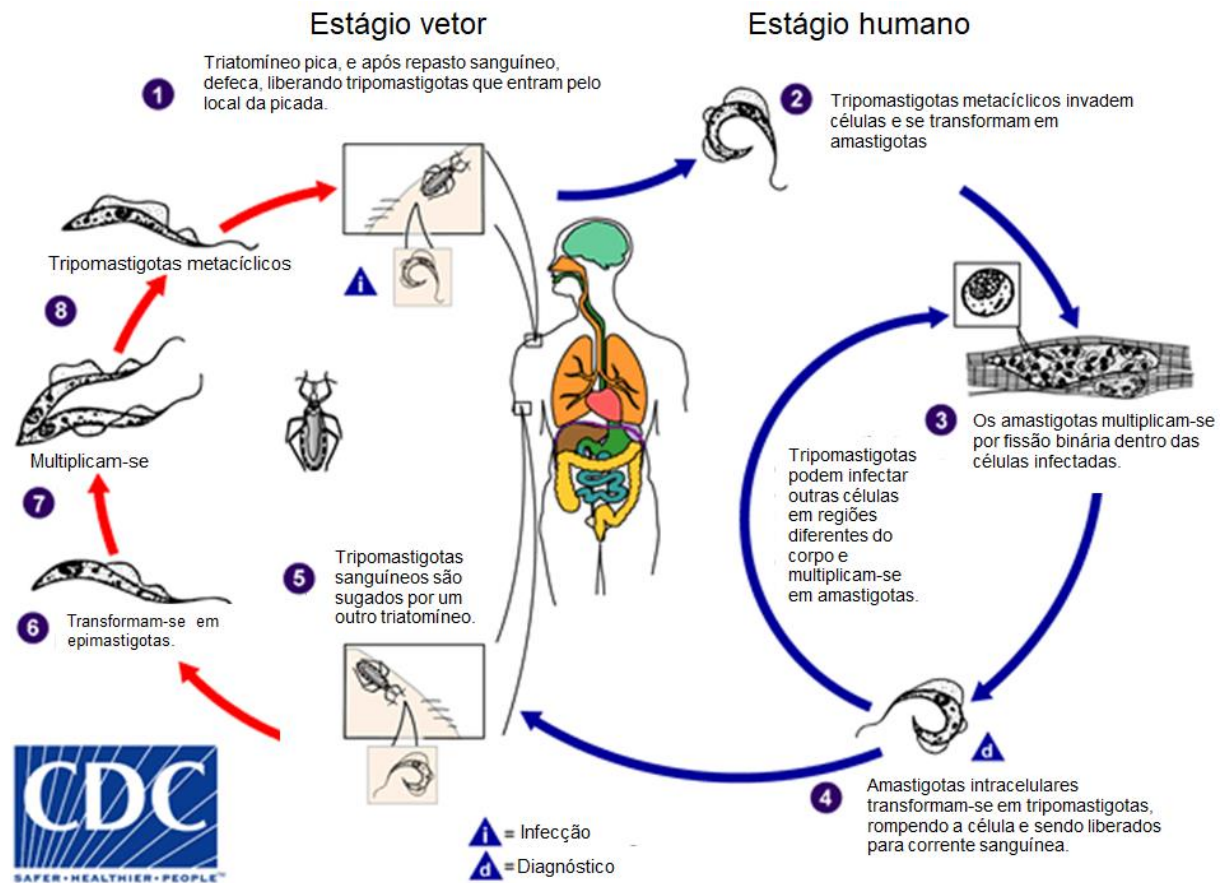 Estágio vetor
Estágio humano
1
Triatomíneo pica, e após repasto sanguíneo,
defeca, liberando tripomastigotas que entram pelo
local da picada.
2
Tripomastigotas metacíclicos invadem
células e se transformam em
amastigotas
i
3
Os amastigotas multiplicam-se
por fissão binária dentro das
células infectadas.
Tripomastigotas
podem infectar
outras células
em regiões
diferentes do
corpo e
multiplicam-se
em amastigotas.
d
4
Amastigotas intracelulares
transformam-se em tripomastigotas,
rompendo a célula e sendo liberados
para corrente sanguínea.
5
Tripomastigotas
sanguíneos são
sugados por um
outro triatomíneo.
6
Transformam-se em
epimastigotas.
7
Multiplicam-se
8
Tripomastigotas metacíclicos
i = Infecção
d = Diagnóstico
CDC
SAFER•HEALTHIER•PEOPLE™